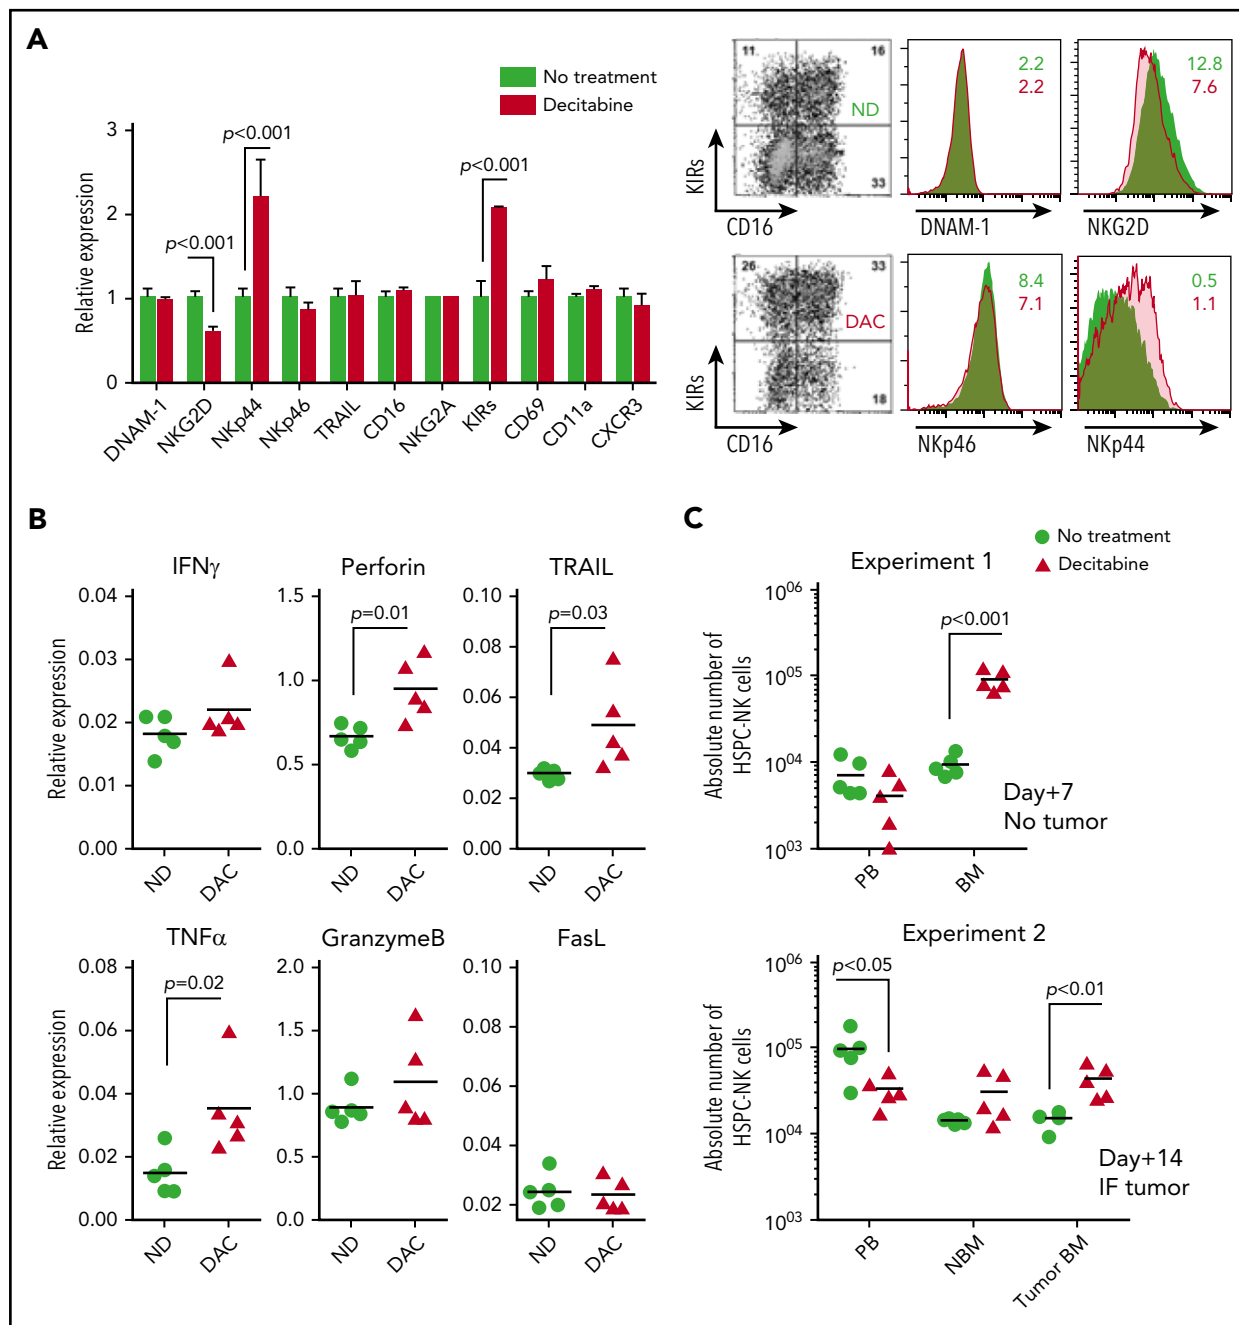 A
No treatment
Decitabine
Relative expression
3
2
1
0
p<0.001
p<0.001
p<0.001
DNAM-1
NKG2D
NKp44
NKp46
TRAIL
CD16
NKG2A
KIRs
CD69
CD11a
CXCR3
11
16
ND
33
KIRs
CD16
2.2
2.2
DNAM-1
12.8
7.6
NKG2D
26
33
DAC
18
KIRs
CD16
8.4
7.1
NKp46
0.5
1.1
NKp44
B
IFNγ
Relative expression
0.04
0.03
0.02
0.01
0.00
ND
DAC
Perforin
1.5
1.0
0.5
0.0
p=0.01
ND
DAC
TRAIL
0.10
0.08
0.06
0.04
0.02
0.00
p=0.03
ND
DAC
TNFα
Relative expression
0.08
0.06
0.04
0.02
0.00
p=0.02
ND
DAC
GranzymeB
2.0
1.5
1.0
0.5
0.0
ND
DAC
FasL
0.10
0.08
0.06
0.04
0.02
ND
DAC
C
No treatment
Decitabine
Experiment 1
Absolute number of
HSPC-NK cells
10^06
10^05
10^04
10^03
p<0.001
Day+7
No tumor
PB
BM
Experiment 2
Absolute number of
HSPC-NK cells
10^06
10^05
10^04
10^03
p<0.05
p<0.01
Day+14
IF tumor
PB
NBM
Tumor BM